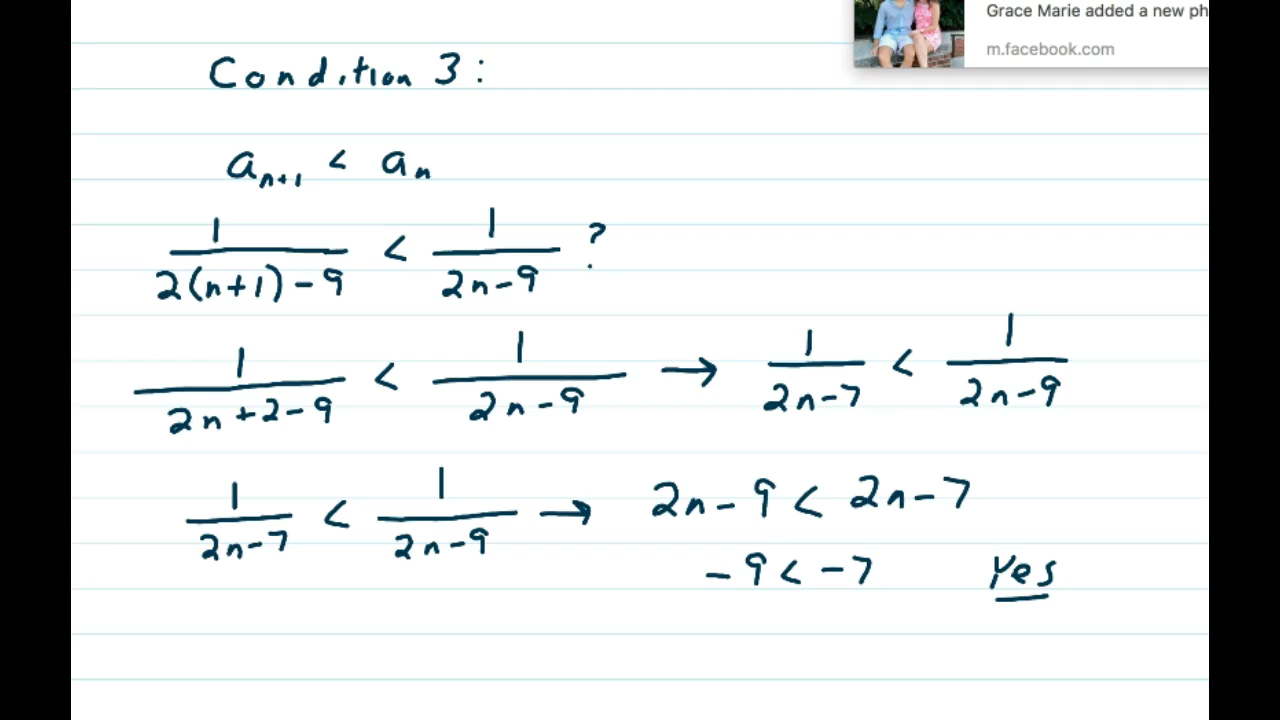 Grace Marie added a new ph
m.facebook.com
Condition 3:
aₙ₊₁ < aₙ
1/(2(n+1)-9) < 1/(2n-9) ?
1/(2n+2-9) < 1/(2n-9) → 1/(2n-7) < 1/(2n-9)
1/(2n-7) < 1/(2n-9) → 2n-9 < 2n-7
-9 < -7 Yes